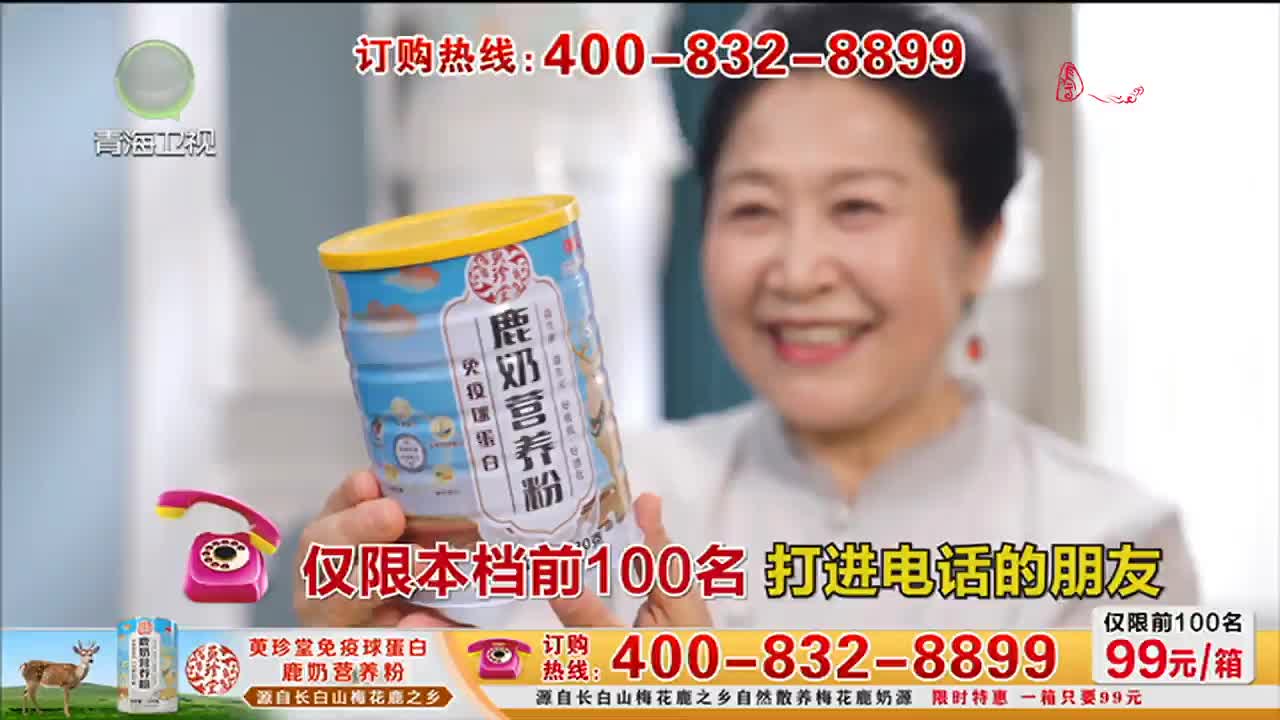 订购热线:400-832-8899
青海卫视
鹿奶营养粉
免疫球蛋白
仅限本档前100名 打进电话的朋友
黄珍堂免疫球蛋白
鹿奶营养粉
源自长白山梅花鹿之乡
订购
热线:
400-832-8899
源自长白山梅花鹿之乡自然散养梅花鹿奶源 限时特惠 一箱只要99元
仅限前100名
99元/箱